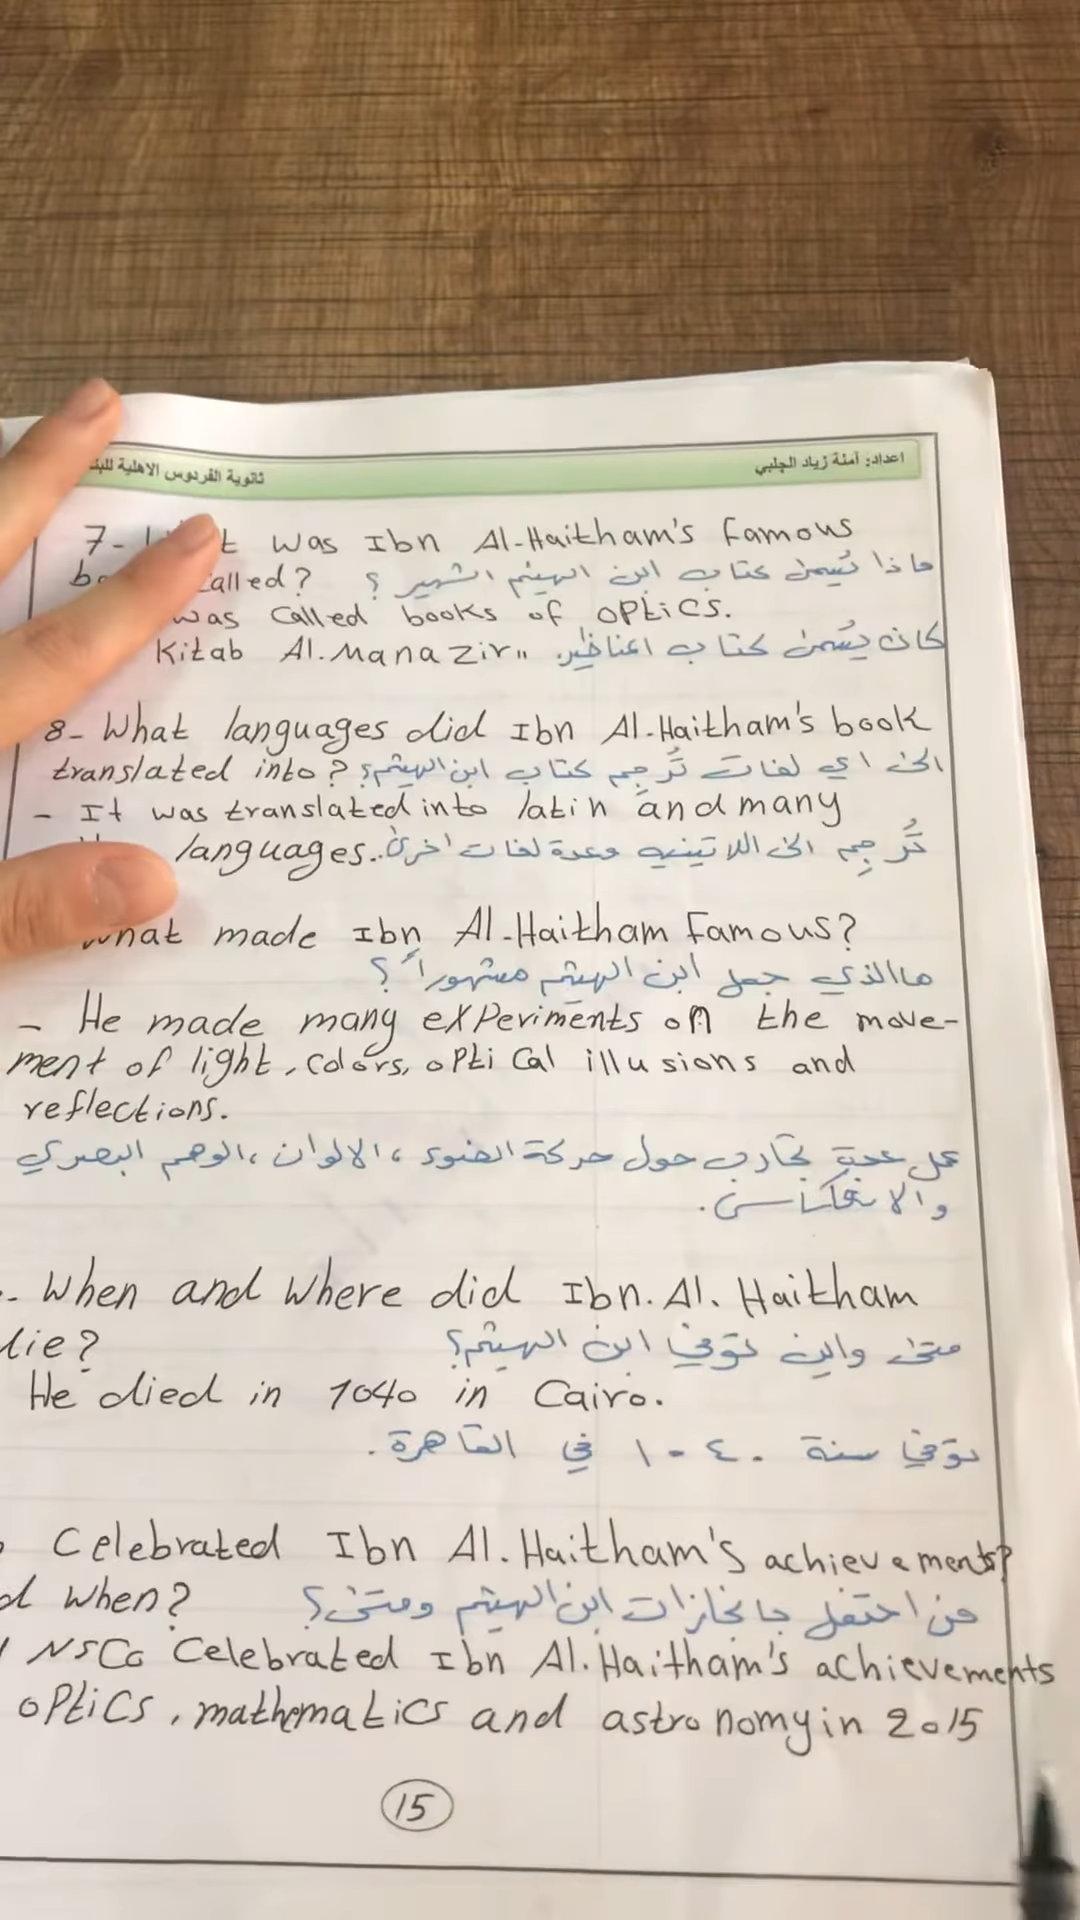 اعداد: آمنة زياد الجلبي
ثانوية الفردوس الاهلية
7- was Ibn Al-Haitham's famous
called? ماذا يُسمى كتاب ابن الهيثم الشهير ؟
was called books of optics.
Kitab Al.Manazir" كان يُسمى كتاب المناظر.
8- What languages did Ibn Al-Haitham's book
translated into? الى اي لغات تُرجم كتاب ابن الهيثم؟
- It was translated into latin and many
languages. تُرجم الى اللاتينيه وعدة لغات اخرى
What made Ibn Al-Haitham famous?
ما الذي جعل ابن الهيثم مشهوراً ؟
- He made many experiments on the move-
ment of light, colors, optical illusions and
reflections.
عمل عدة تجارب حول حركة الضوء ، الالوان ، الوهم البصري
والانعكاس.
- When and where did Ibn. Al. Haitham
die? متى واين توفي ابن الهيثم؟
He died in 1040 in Cairo.
توفي سنة ١٠٤٠ في القاهرة .
Celebrated Ibn Al.Haitham's achievements?
when? من احتفل بانجازات ابن الهيثم ومتى؟
celebrated Ibn Al.Haitham's achievements
optics, mathematics and astronomy in 2015
15